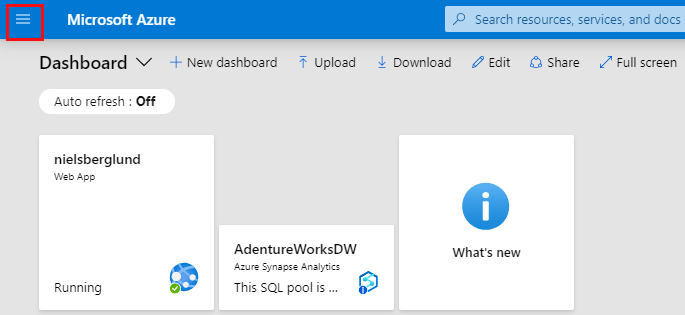 Microsoft Azure
Search resources, services, and docs
Dashboard
New dashboard
Upload
Download
Edit
Share
Full screen
Auto refresh : Off
nielsberglund
Web App
Running
AdentureWorksDW
Azure Synapse Analytics
This SQL pool is ...
What's new